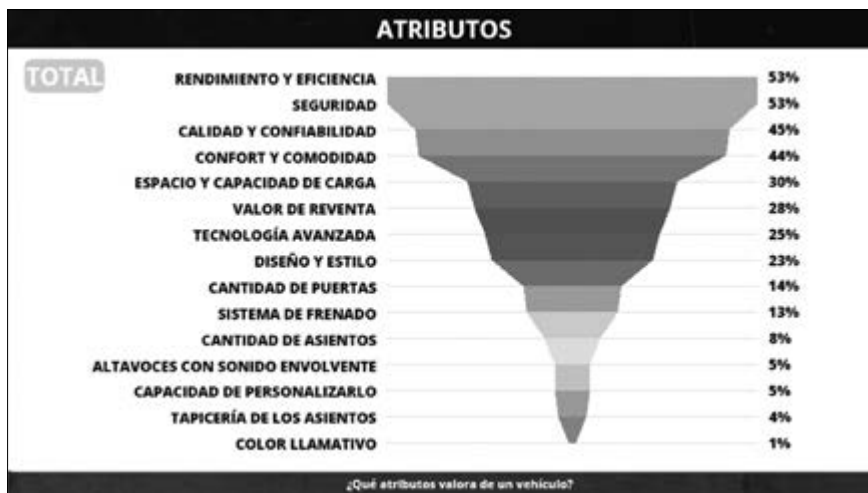 ATRIBUTOS
TOTAL
RENDIMIENTO Y EFICIENCIA 53%
SEGURIDAD 53%
CALIDAD Y CONFIABILIDAD 45%
CONFORT Y COMODIDAD 44%
ESPACIO Y CAPACIDAD DE CARGA 30%
VALOR DE REVENTA 28%
TECNOLOGÍA AVANZADA 25%
DISEÑO Y ESTILO 23%
CANTIDAD DE PUERTAS 14%
SISTEMA DE FRENADO 13%
CANTIDAD DE ASIENTOS 8%
ALTAVOCES CON SONIDO ENVOLVENTE 5%
CAPACIDAD DE PERSONALIZARLO 5%
TAPICERÍA DE LOS ASIENTOS 4%
COLOR LLAMATIVO 1%
¿Qué atributos valora de un vehículo?